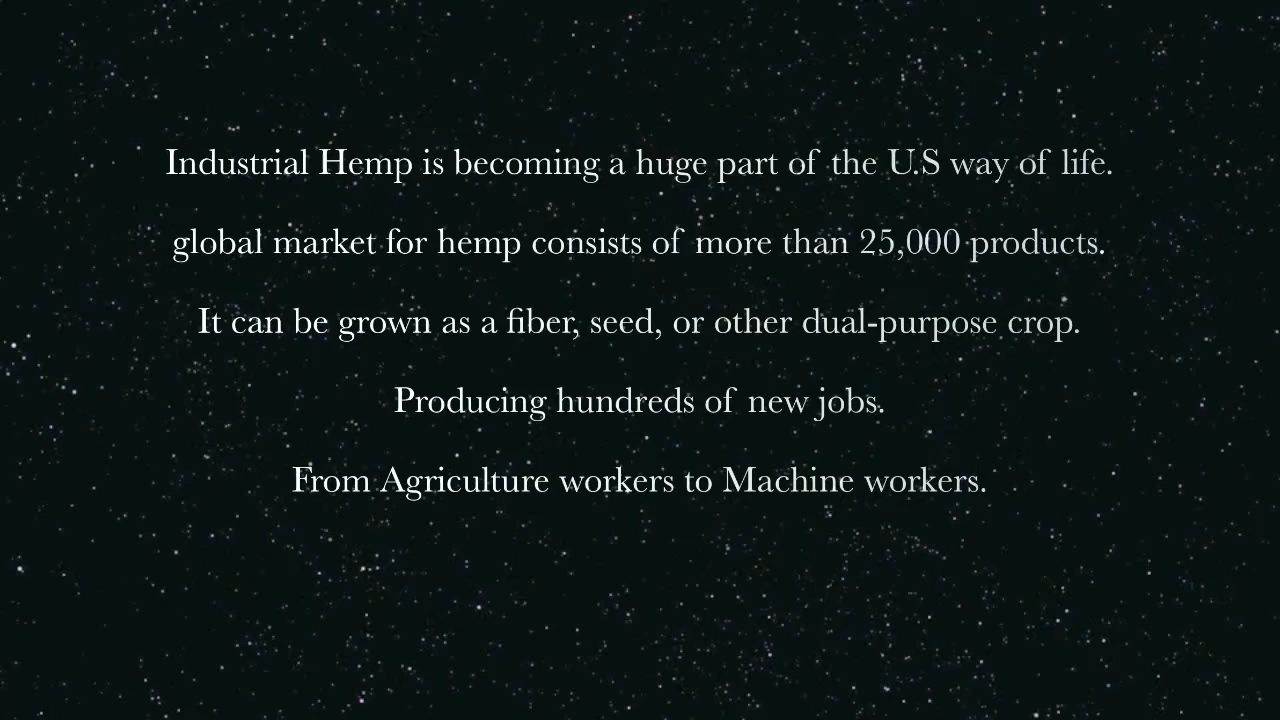 Industrial Hemp is becoming a huge part of the U.S way of life.
global market for hemp consists of more than 25,000 products.
It can be grown as a fiber, seed, or other dual-purpose crop.
Producing hundreds of new jobs.
From Agriculture workers to Machine workers.